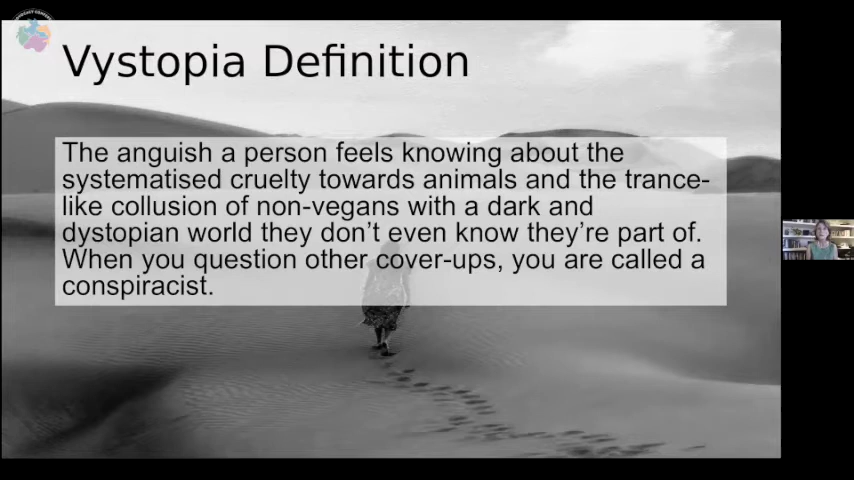 Vystopia Definition
The anguish a person feels knowing about the
systematised cruelty towards animals and the trance-
like collusion of non-vegans with a dark and
dystopian world they don’t even know they’re part of.
When you question other cover-ups, you are called a
conspiracist.